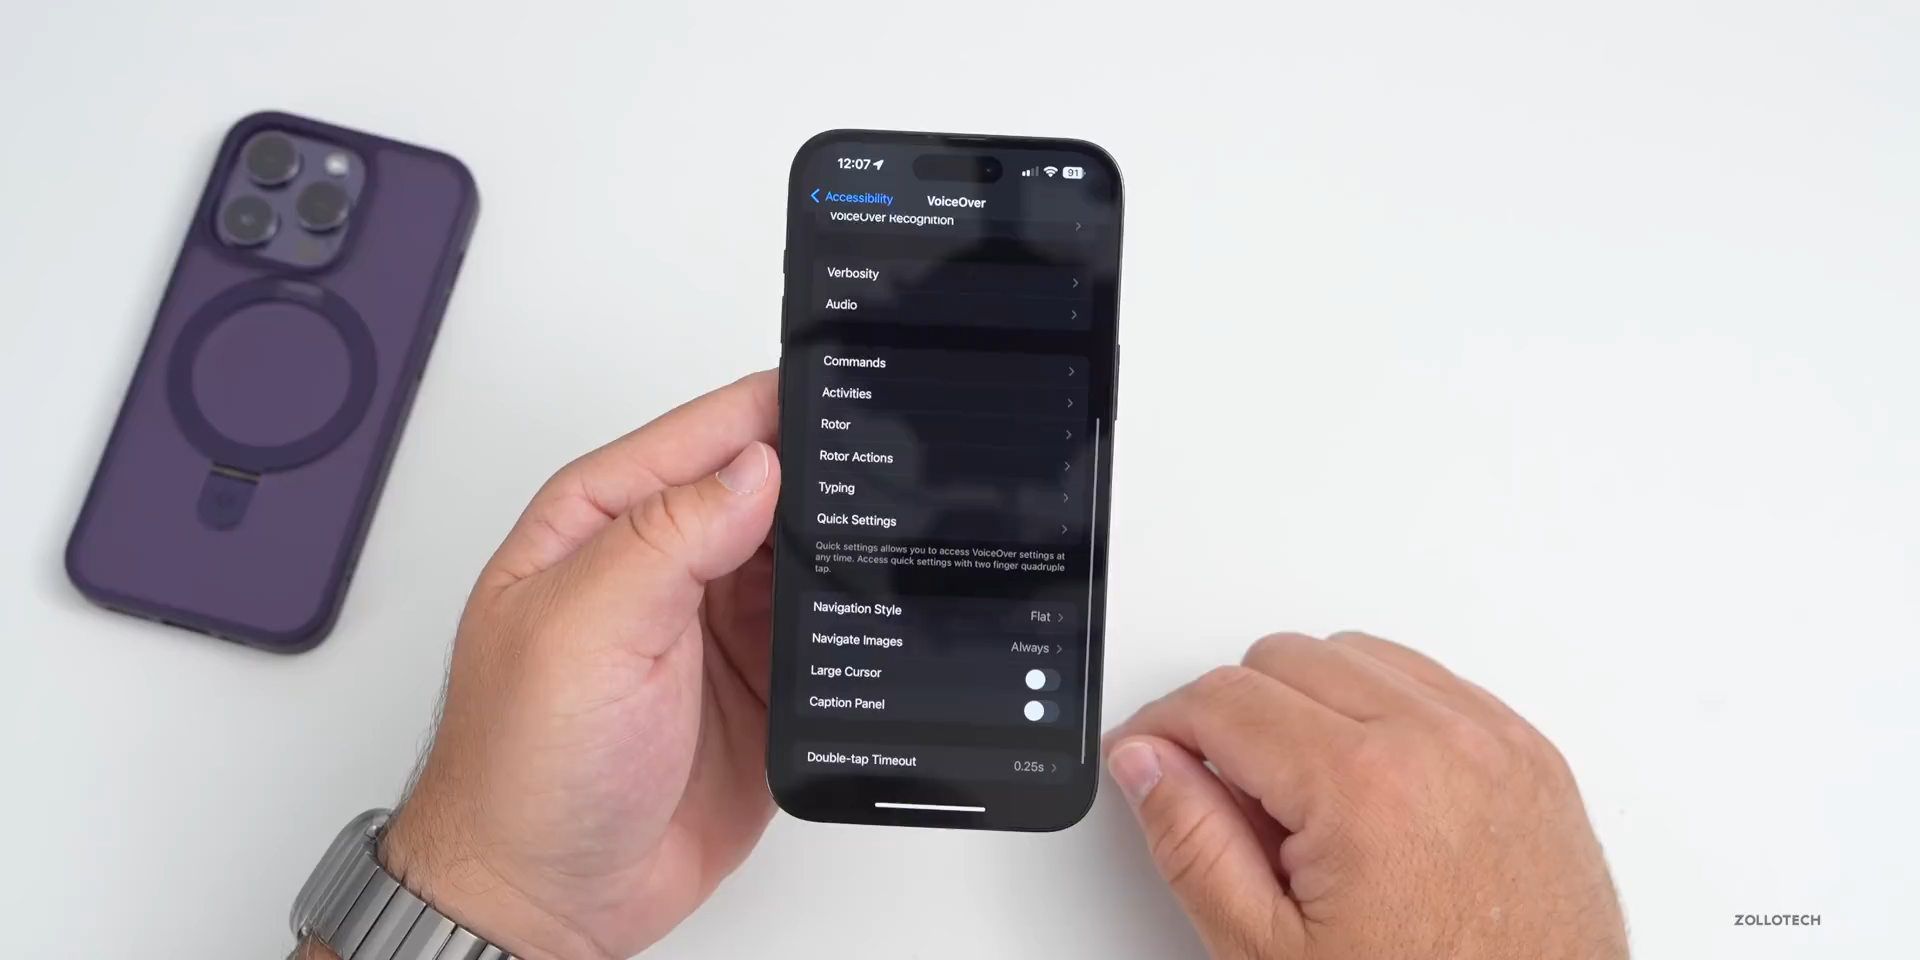 12:07
91
Accessibility
VoiceOver
VoiceOver Recognition
Verbosity
Audio
Commands
Activities
Rotor
Rotor Actions
Typing
Quick Settings
Quick settings allows you to access VoiceOver settings at
any time. Access quick settings with two finger quadruple
tap.
Navigation Style Flat
Navigate Images Always
Large Cursor
Caption Panel
Double-tap Timeout 0.25s
ZOLLOTECH